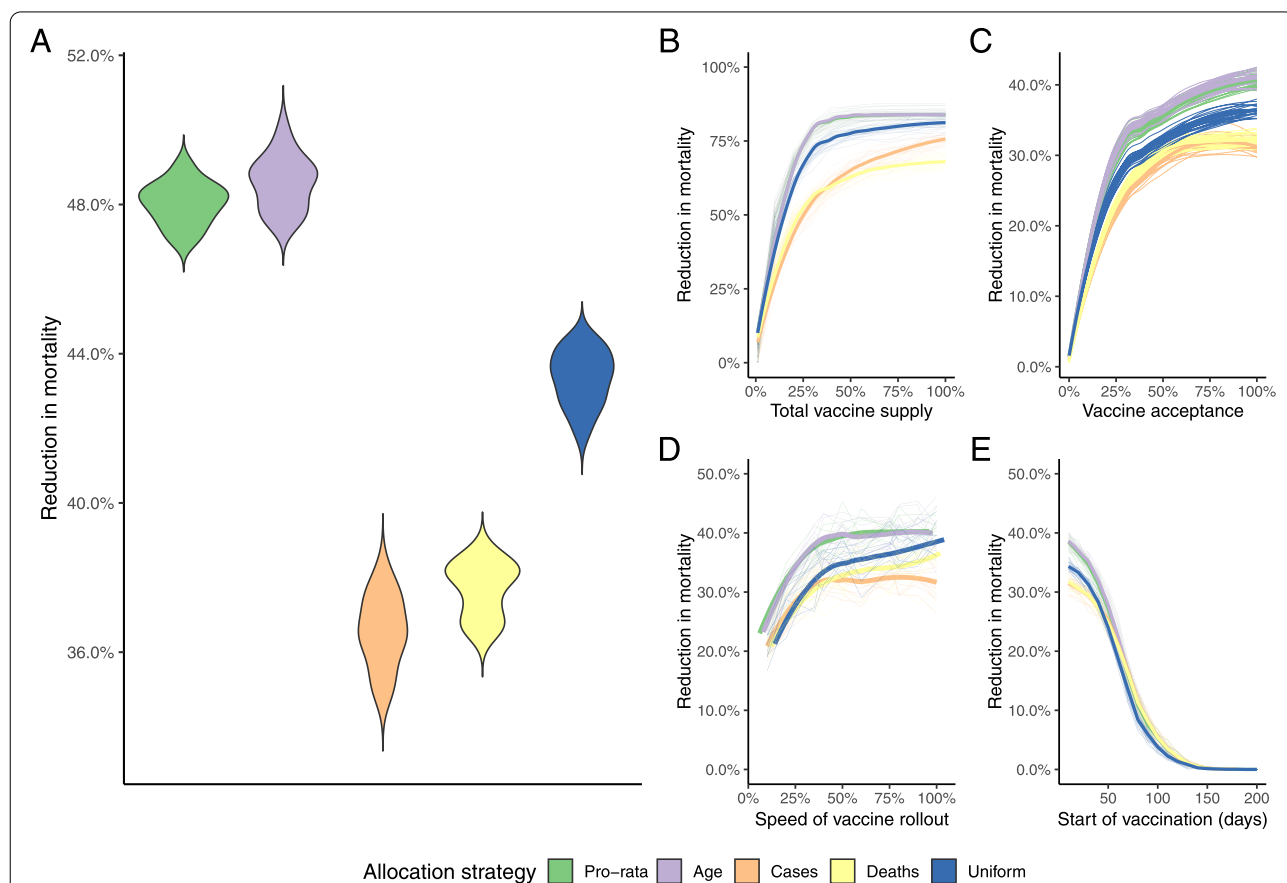 A
Reduction in mortality
52.0%
48.0%
44.0%
40.0%
36.0%
B
Reduction in mortality
100%
75%
50%
25%
0%
0% 25% 50% 75% 100%
Total vaccine supply
C
Reduction in mortality
40.0%
30.0%
20.0%
10.0%
0.0%
0% 25% 50% 75% 100%
Vaccine acceptance
D
Reduction in mortality
50.0%
40.0%
30.0%
20.0%
10.0%
0.0%
0% 25% 50% 75% 100%
Speed of vaccine rollout
E
Reduction in mortality
50.0%
40.0%
30.0%
20.0%
10.0%
0.0%
50 100 150 200
Start of vaccination (days)
Allocation strategy Pro−rata Age Cases Deaths Uniform